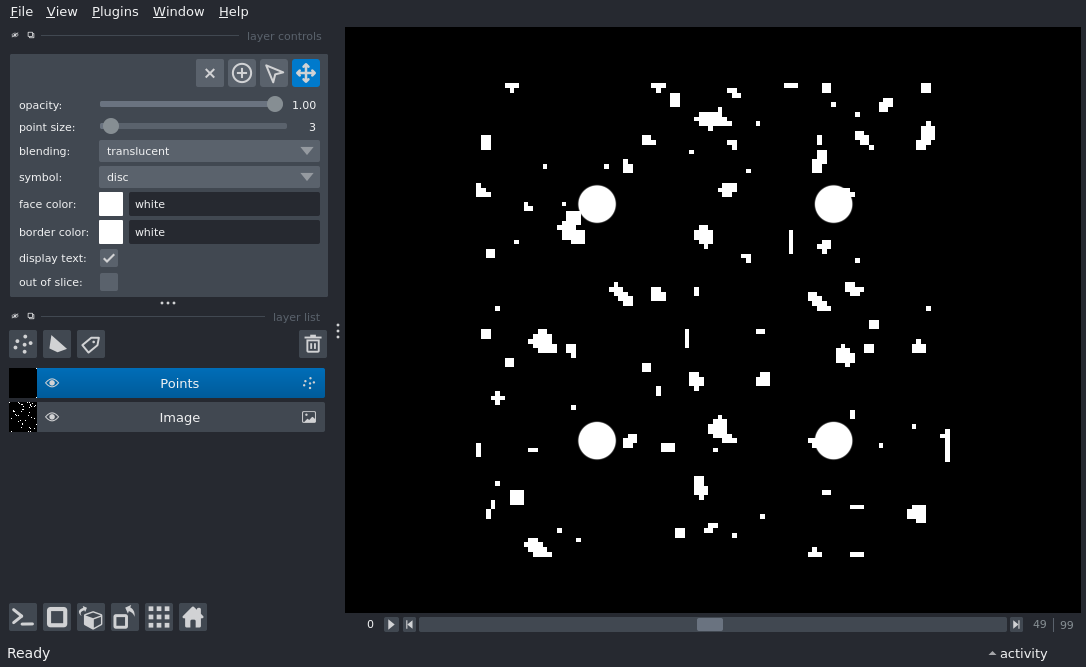 File View Plugins Window Help
layer controls
opacity: 1.00
point size: 3
blending: translucent
symbol: disc
face color: white
border color: white
display text:
out of slice:
layer list
Points
Image
0 49 | 99
Ready activity